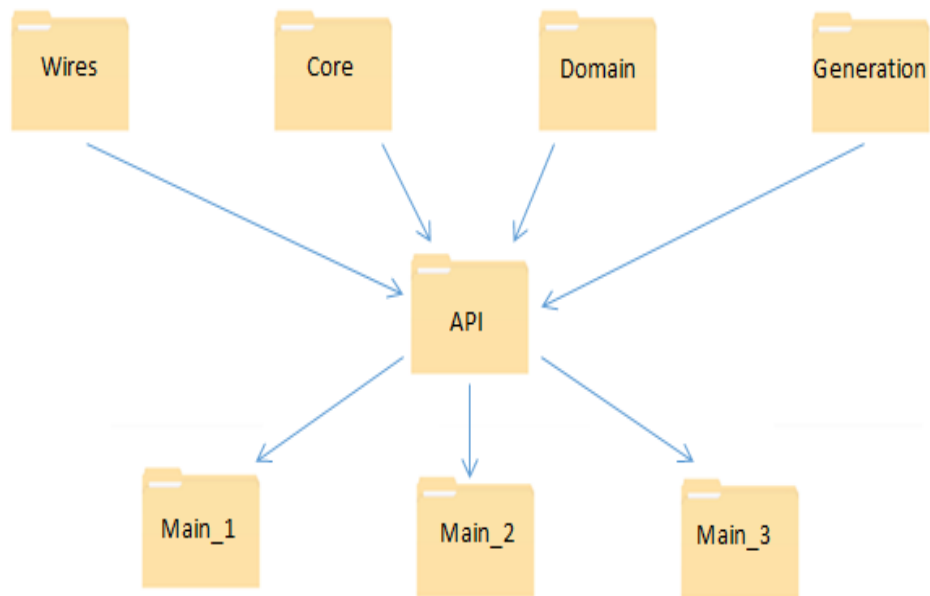 Wires
Core
Domain
Generation
API
Main_1
Main_2
Main_3